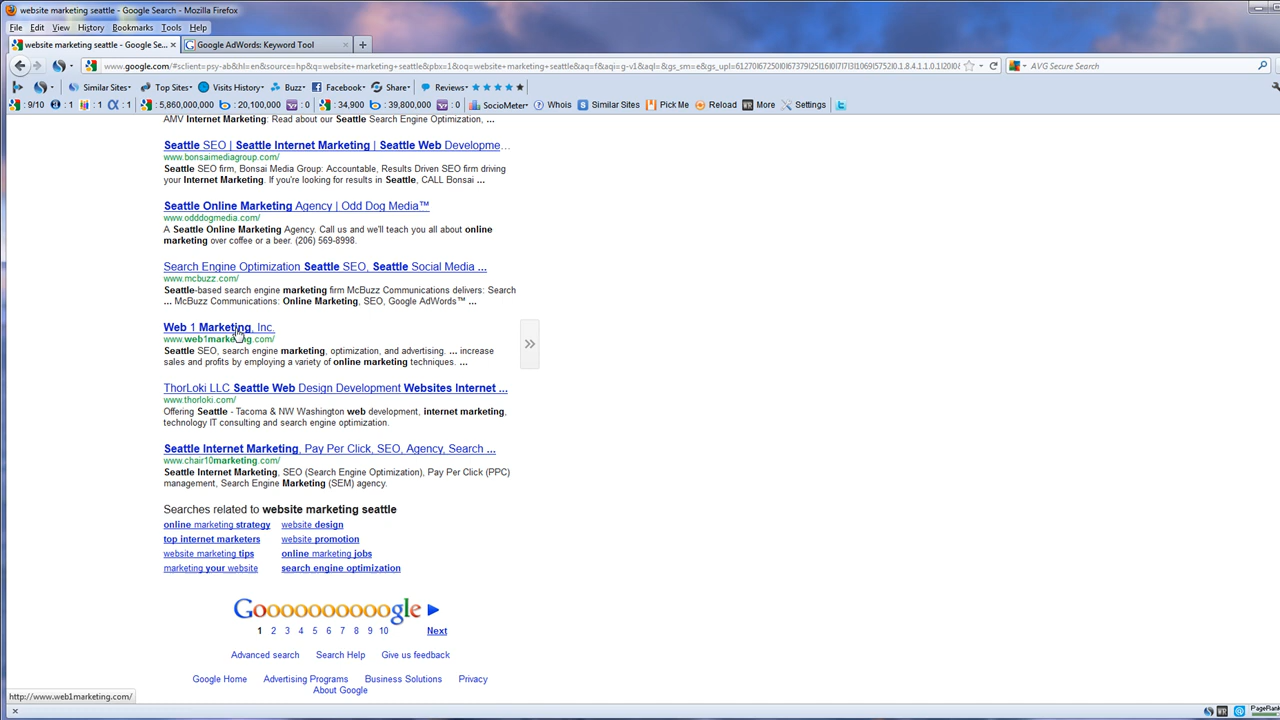 website marketing seattle - Google Search - Mozilla Firefox
File Edit View History Bookmarks Tools Help
website marketing seattle - Google Se... × Google AdWords: Keyword Tool × +
AVG Secure Search
Similar Sites Top Sites Visits History Buzz Facebook Share Reviews
: 9/10 : 1 : 1 : 1 : 5,860,000,000 : 20,100,000 : 0 : 34,900 : 39,800,000 : 0 SocioMeter Whois Similar Sites Pick Me Reload More Settings
AMV Internet Marketing: Read about our Seattle Search Engine Optimization, ...
Seattle SEO | Seattle Internet Marketing | Seattle Web Developme...
www.bonsaimediagroup.com/
Seattle SEO firm, Bonsai Media Group: Accountable, Results Driven SEO firm driving
your Internet Marketing. If you're looking for results in Seattle, CALL Bonsai ...
Seattle Online Marketing Agency | Odd Dog Media™
www.odddogmedia.com/
A Seattle Online Marketing Agency. Call us and we'll teach you all about online
marketing over coffee or a beer. (206) 569-8998.
Search Engine Optimization Seattle SEO, Seattle Social Media ...
www.mcbuzz.com/
Seattle-based search engine marketing firm McBuzz Communications delivers: Search
... McBuzz Communications: Online Marketing, SEO, Google AdWords™ ...
Web 1 Marketing, Inc.
www.web1marketing.com/
Seattle SEO, search engine marketing, optimization, and advertising. ... increase
sales and profits by employing a variety of online marketing techniques. ...
ThorLoki LLC Seattle Web Design Development Websites Internet ...
www.thorloki.com/
Offering Seattle - Tacoma & NW Washington web development, internet marketing,
technology IT consulting and search engine optimization.
Seattle Internet Marketing, Pay Per Click, SEO, Agency, Search ...
www.chair10marketing.com/
Seattle Internet Marketing, SEO (Search Engine Optimization), Pay Per Click (PPC)
management, Search Engine Marketing (SEM) agency.
Searches related to website marketing seattle
online marketing strategy website design
top internet marketers website promotion
website marketing tips online marketing jobs
marketing your website search engine optimization
Goooooooooogle
1 2 3 4 5 6 7 8 9 10 Next
Advanced search Search Help Give us feedback
Google Home Advertising Programs Business Solutions Privacy
About Google
http://www.web1marketing.com/
× PageRank